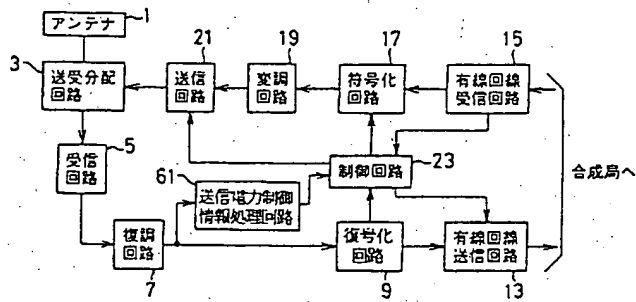 アンテナ
1
21
19
17
15
3
送受分配
回路
送信
回路
変調
回路
符号化
回路
有線回線
受信回路
5
受信
回路
61
送信電力制御
情報処理回路
制御回路
23
合成局へ
復調
回路
7
復号化
回路
9
有線回線
送信回路
13